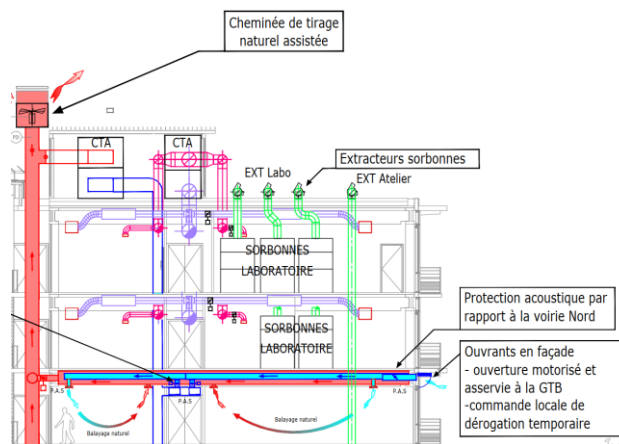 Cheminée de tirage
naturel assistée
CTA
CTA
EXT Labo
Extracteurs sorbonnes
EXT Atelier
SORBONNES
LABORATOIRE
SORBONNES
LABORATOIRE
Protection acoustique par
rapport à la voirie Nord
Ouvrants en façade
- ouverture motorisé et
asservie à la GTB
-commande locale de
dérogation temporaire
P.A.S
P.A.S
P.A.S
Balayage naturel
Balayage naturel